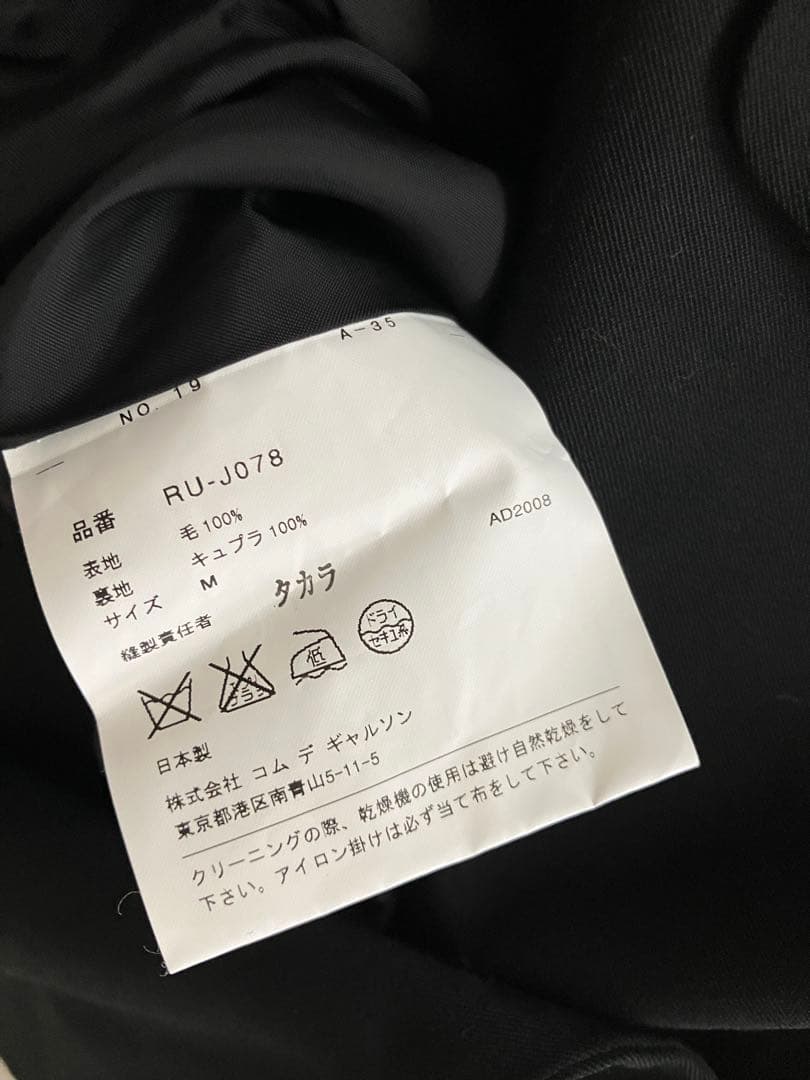 NO. 19 A-35
品番 RU-J078
表地 毛 100%
裏地 キュプラ 100%
サイズ M AD2008
縫製責任者 タカラ
低
ドライ
セキユ系
日本製
株式会社 コム デ ギャルソン
東京都港区南青山5-11-5
クリーニングの際、乾燥機の使用は避け自然乾燥をして
下さい。アイロン掛けは必ず当て布をして下さい。